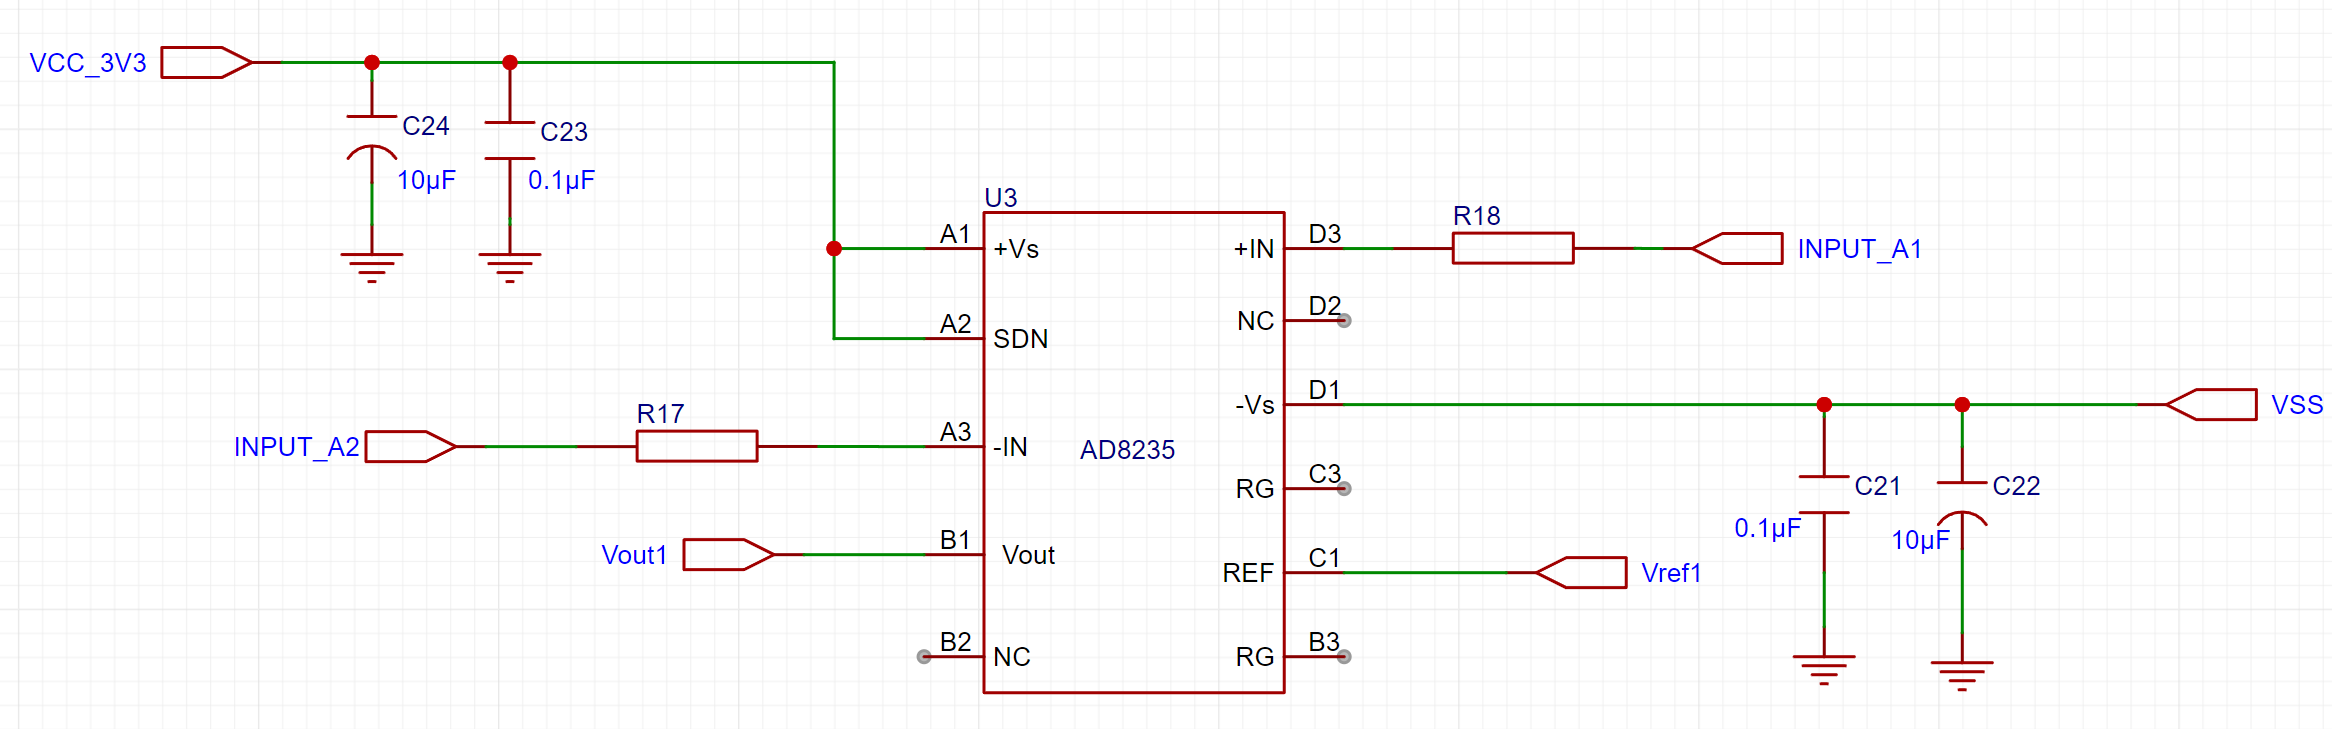 VCC_3V3
C24
10µF
C23
0.1µF
U3
A1
+Vs
A2
SDN
INPUT_A2
R17
A3
-IN
Vout1
B1
Vout
B2
NC
AD8235
+IN
D3
R18
INPUT_A1
NC
D2
-Vs
D1
VSS
RG
C3
C21
0.1µF
C22
10µF
REF
C1
Vref1
RG
B3